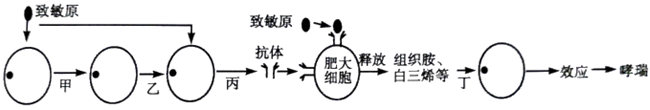 致敏原
致敏原
抗体
肥大
细胞
释放
组织胺、
白三烯等
效应
哮瑞
甲
乙
丙
丁